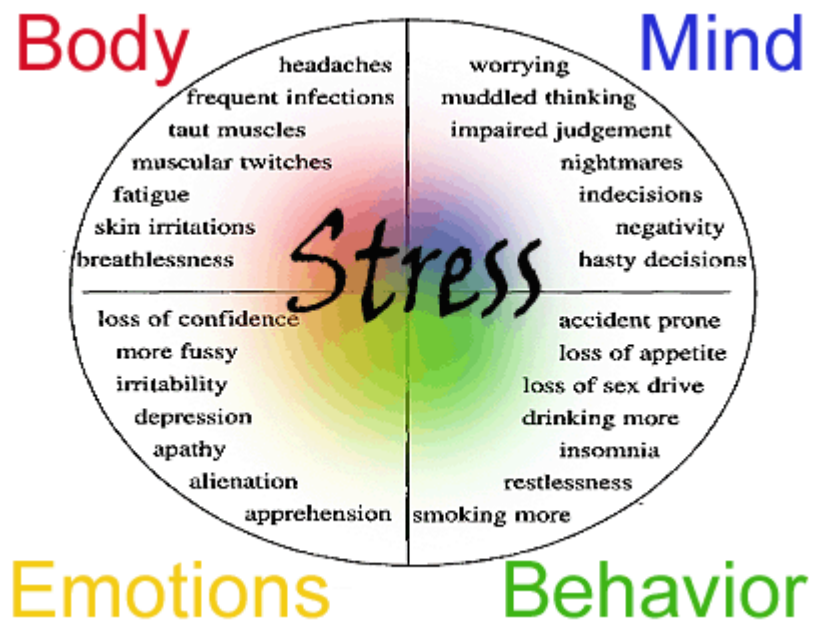 Body
Mind
headaches
frequent infections
taut muscles
muscular twitches
fatigue
skin irritations
breathlessness
worrying
muddled thinking
impaired judgement
nightmares
indecisions
negativity
hasty decisions
Stress
loss of confidence
more fussy
irritability
depression
apathy
alienation
apprehension
accident prone
loss of appetite
loss of sex drive
drinking more
insomnia
restlessness
smoking more
Emotions
Behavior